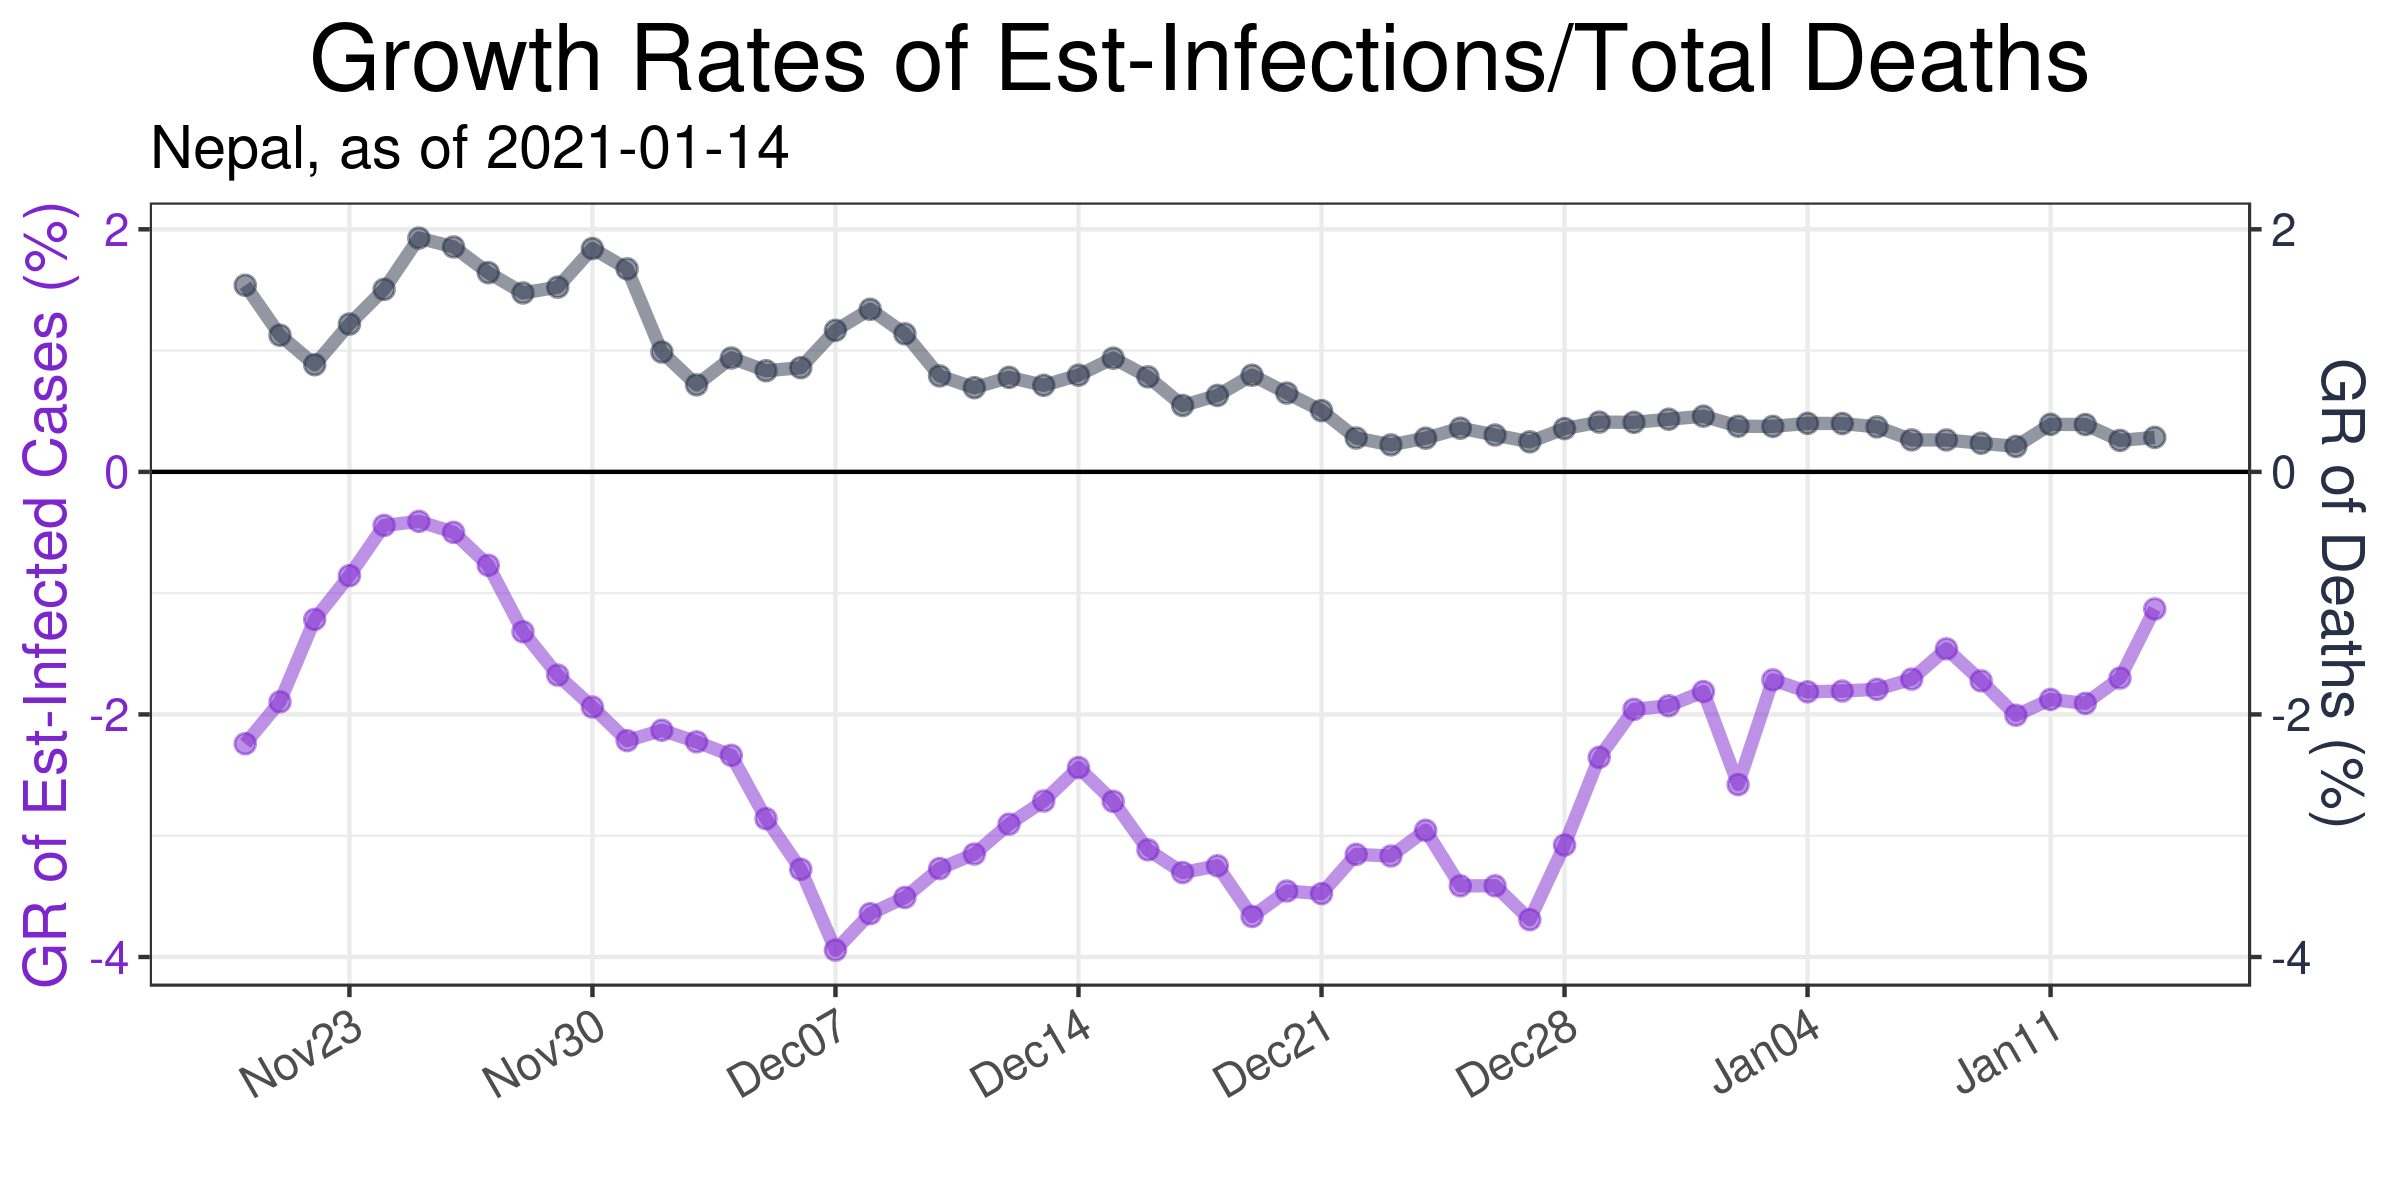 Growth Rates of Est-Infections/Total Deaths
Nepal, as of 2021-01-14
GR of Est-Infected Cases (%)
2
0
-2
-4
2
0
-2
-4
GR of Deaths (%)
Nov23
Nov30
Dec07
Dec14
Dec21
Dec28
Jan04
Jan11